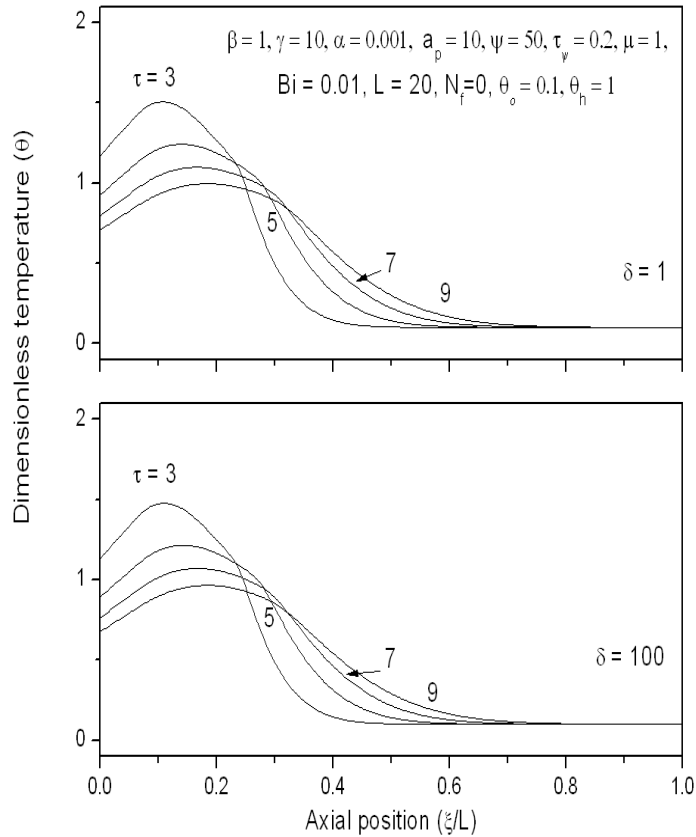 Dimensionless temperature (θ)
2
1
0
β = 1, γ = 10, α = 0.001, a_p = 10, ψ = 50, τ_ψ = 0.2, μ = 1,
Bi = 0.01, L = 20, N_f=0, θ_o = 0.1, θ_h = 1
τ = 3
5
7
9
δ = 1
2
1
0
τ = 3
5
7
9
δ = 100
0.0 0.2 0.4 0.6 0.8 1.0
Axial position (ξ/L)